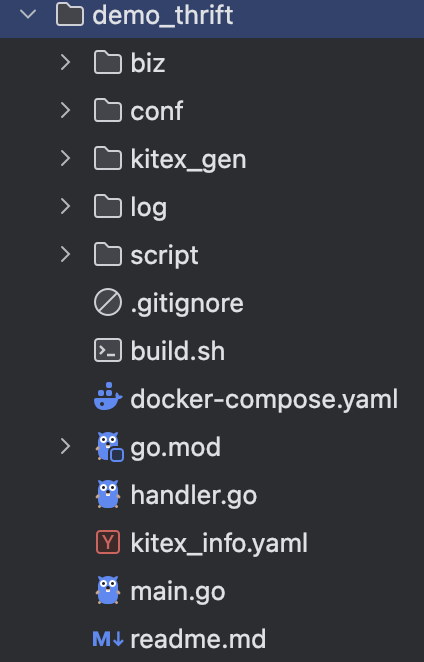 demo_thrift
biz
conf
kitex_gen
log
script
.gitignore
build.sh
docker-compose.yaml
go.mod
handler.go
Y kitex_info.yaml
main.go
M↓ readme.md